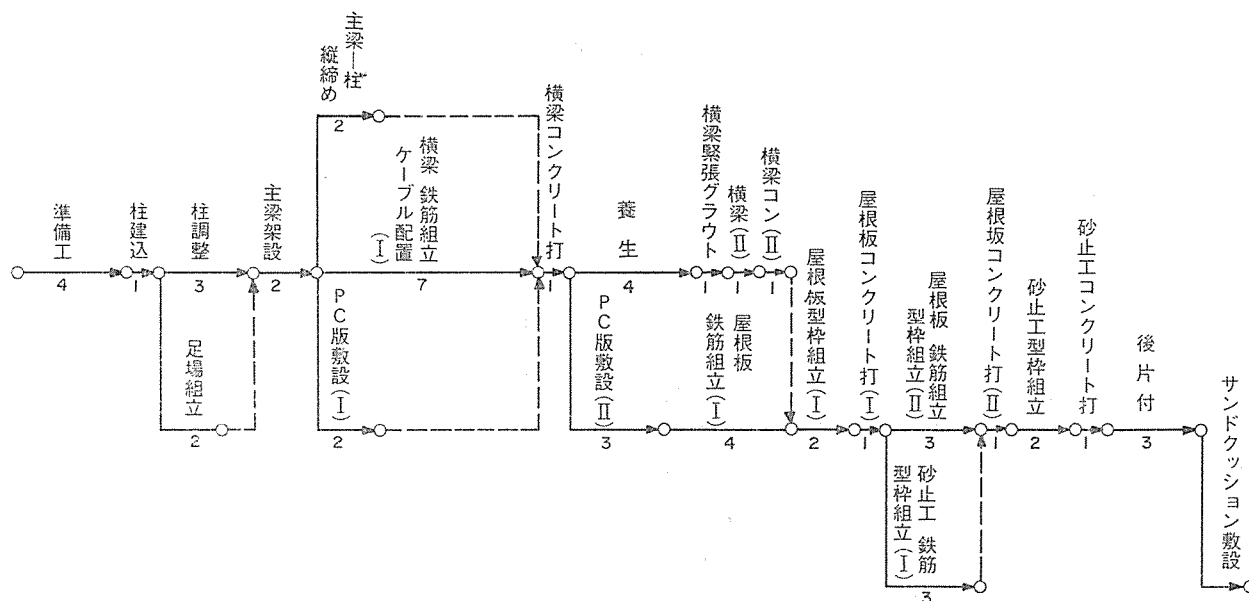 準備工
4
柱建込
1
柱調整
3
足場組立
2
主梁架設
2
主梁―柱
縦締め
2
横梁 鉄筋組立
ケーブル配置
(I)
7
PC版敷設(I)
2
横梁コンクリート打
1
養生
4
PC版敷設(II)
3
横梁緊張グラウト
1
横梁(II)
1
横梁コン(II)
1
屋根板
鉄筋組立(I)
4
屋根板型枠組立(I)
2
屋根板コンクリート打(I)
1
屋根板 鉄筋組立
型枠組立(II)
3
砂止工 鉄筋
型枠組立(I)
3
屋根坂コンクリート打(II)
1
砂止工型枠組立
2
砂止工コンクリート打
1
後片付
3
サンドクッション敷設